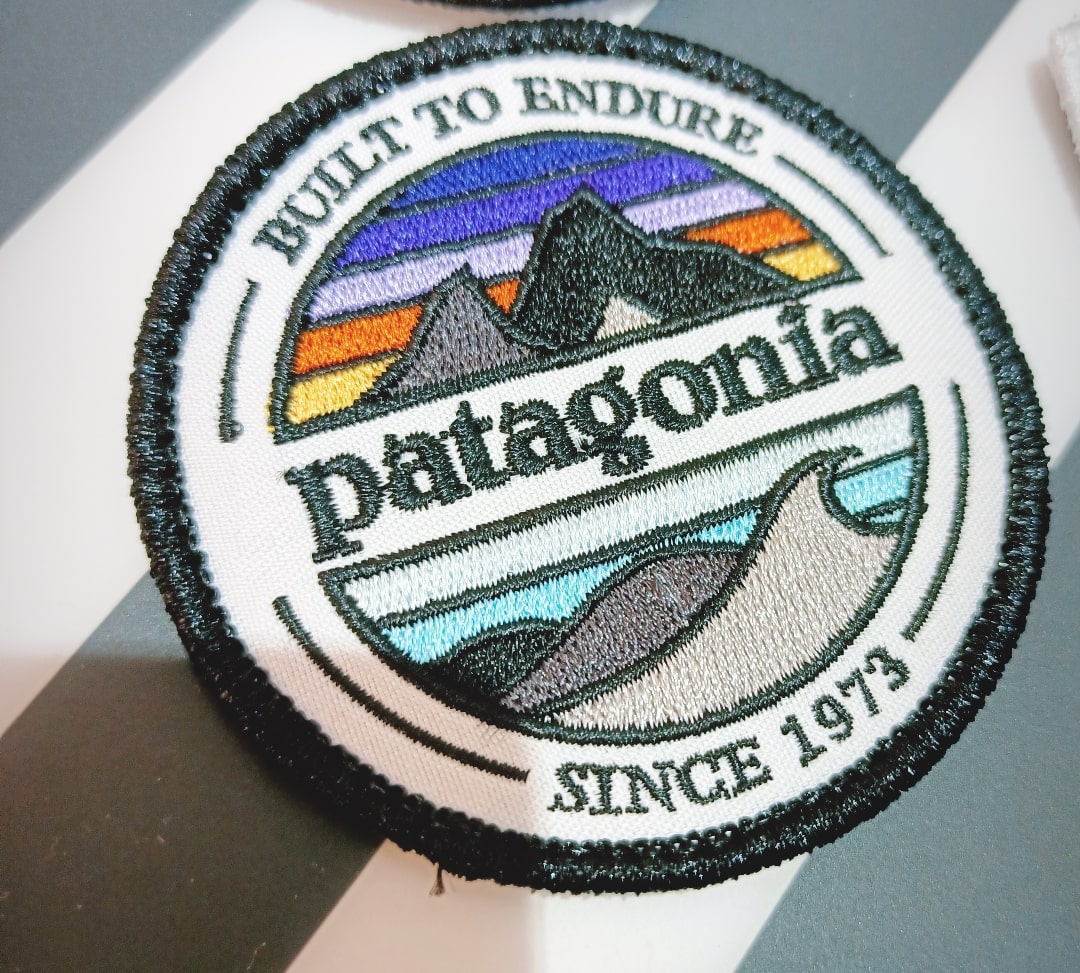 BUILT TO ENDURE
patagonia
SINCE 1973